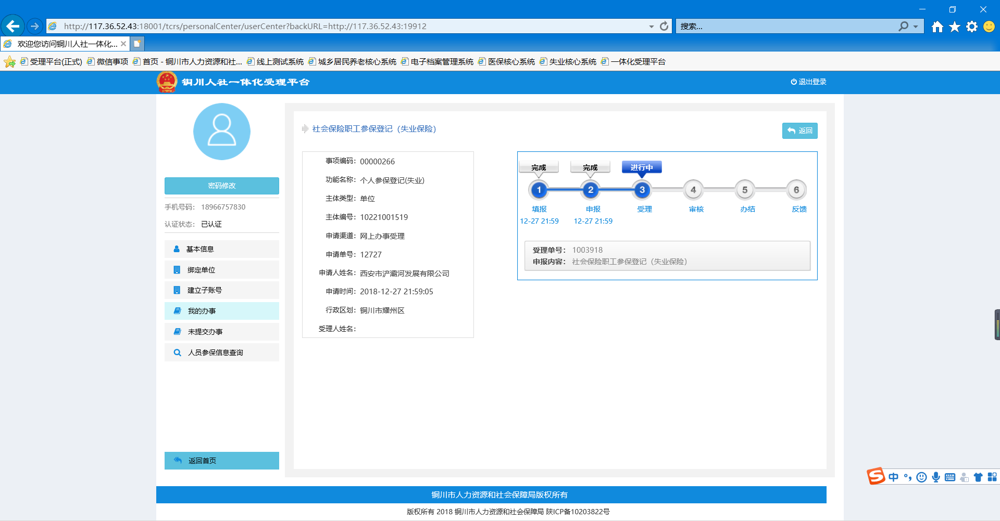 http://117.36.52.43:18001/tcrs/personalCenter/userCenter?backURL=http://117.36.52.43:19912
搜索...
欢迎您访问铜川人社一体化...
受理平台(正式) 微信事项 首页 - 铜川市人力资源和社... 线上测试系统 城乡居民养老核心系统 电子档案管理系统 医保核心系统 失业核心系统 一体化受理平台
铜川人社一体化受理平台
退出登录
密码修改
手机号码： 18966757830
认证状态： 已认证
基本信息
绑定单位
建立子账号
我的办事
未提交办事
人员参保信息查询
返回首页
社会保险职工参保登记（失业保险）
返回
事项编码：00000266
功能名称：个人参保登记(失业)
主体类型：单位
主体编号：10221001519
申请渠道：网上办事受理
申请单号：12727
申请人姓名：西安市浐灞河发展有限公司
申请时间：2018-12-27 21:59:05
行政区划：铜川市耀州区
受理人姓名：
完成 完成 进行中
1 2 3 4 5 6
填报 申报 受理 审核 办结 反馈
12-27 21:59 12-27 21:59
受理单号： 1003918
申报内容： 社会保险职工参保登记（失业保险）
中
铜川市人力资源和社会保障局版权所有
版权所有 2018 铜川市人力资源和社会保障局 陕ICP备10203822号